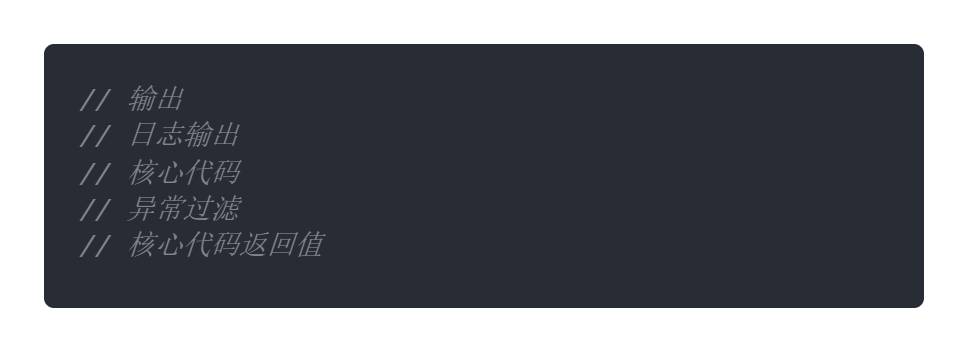 // 输出
// 日志输出
// 核心代码
// 异常过滤
// 核心代码返回值